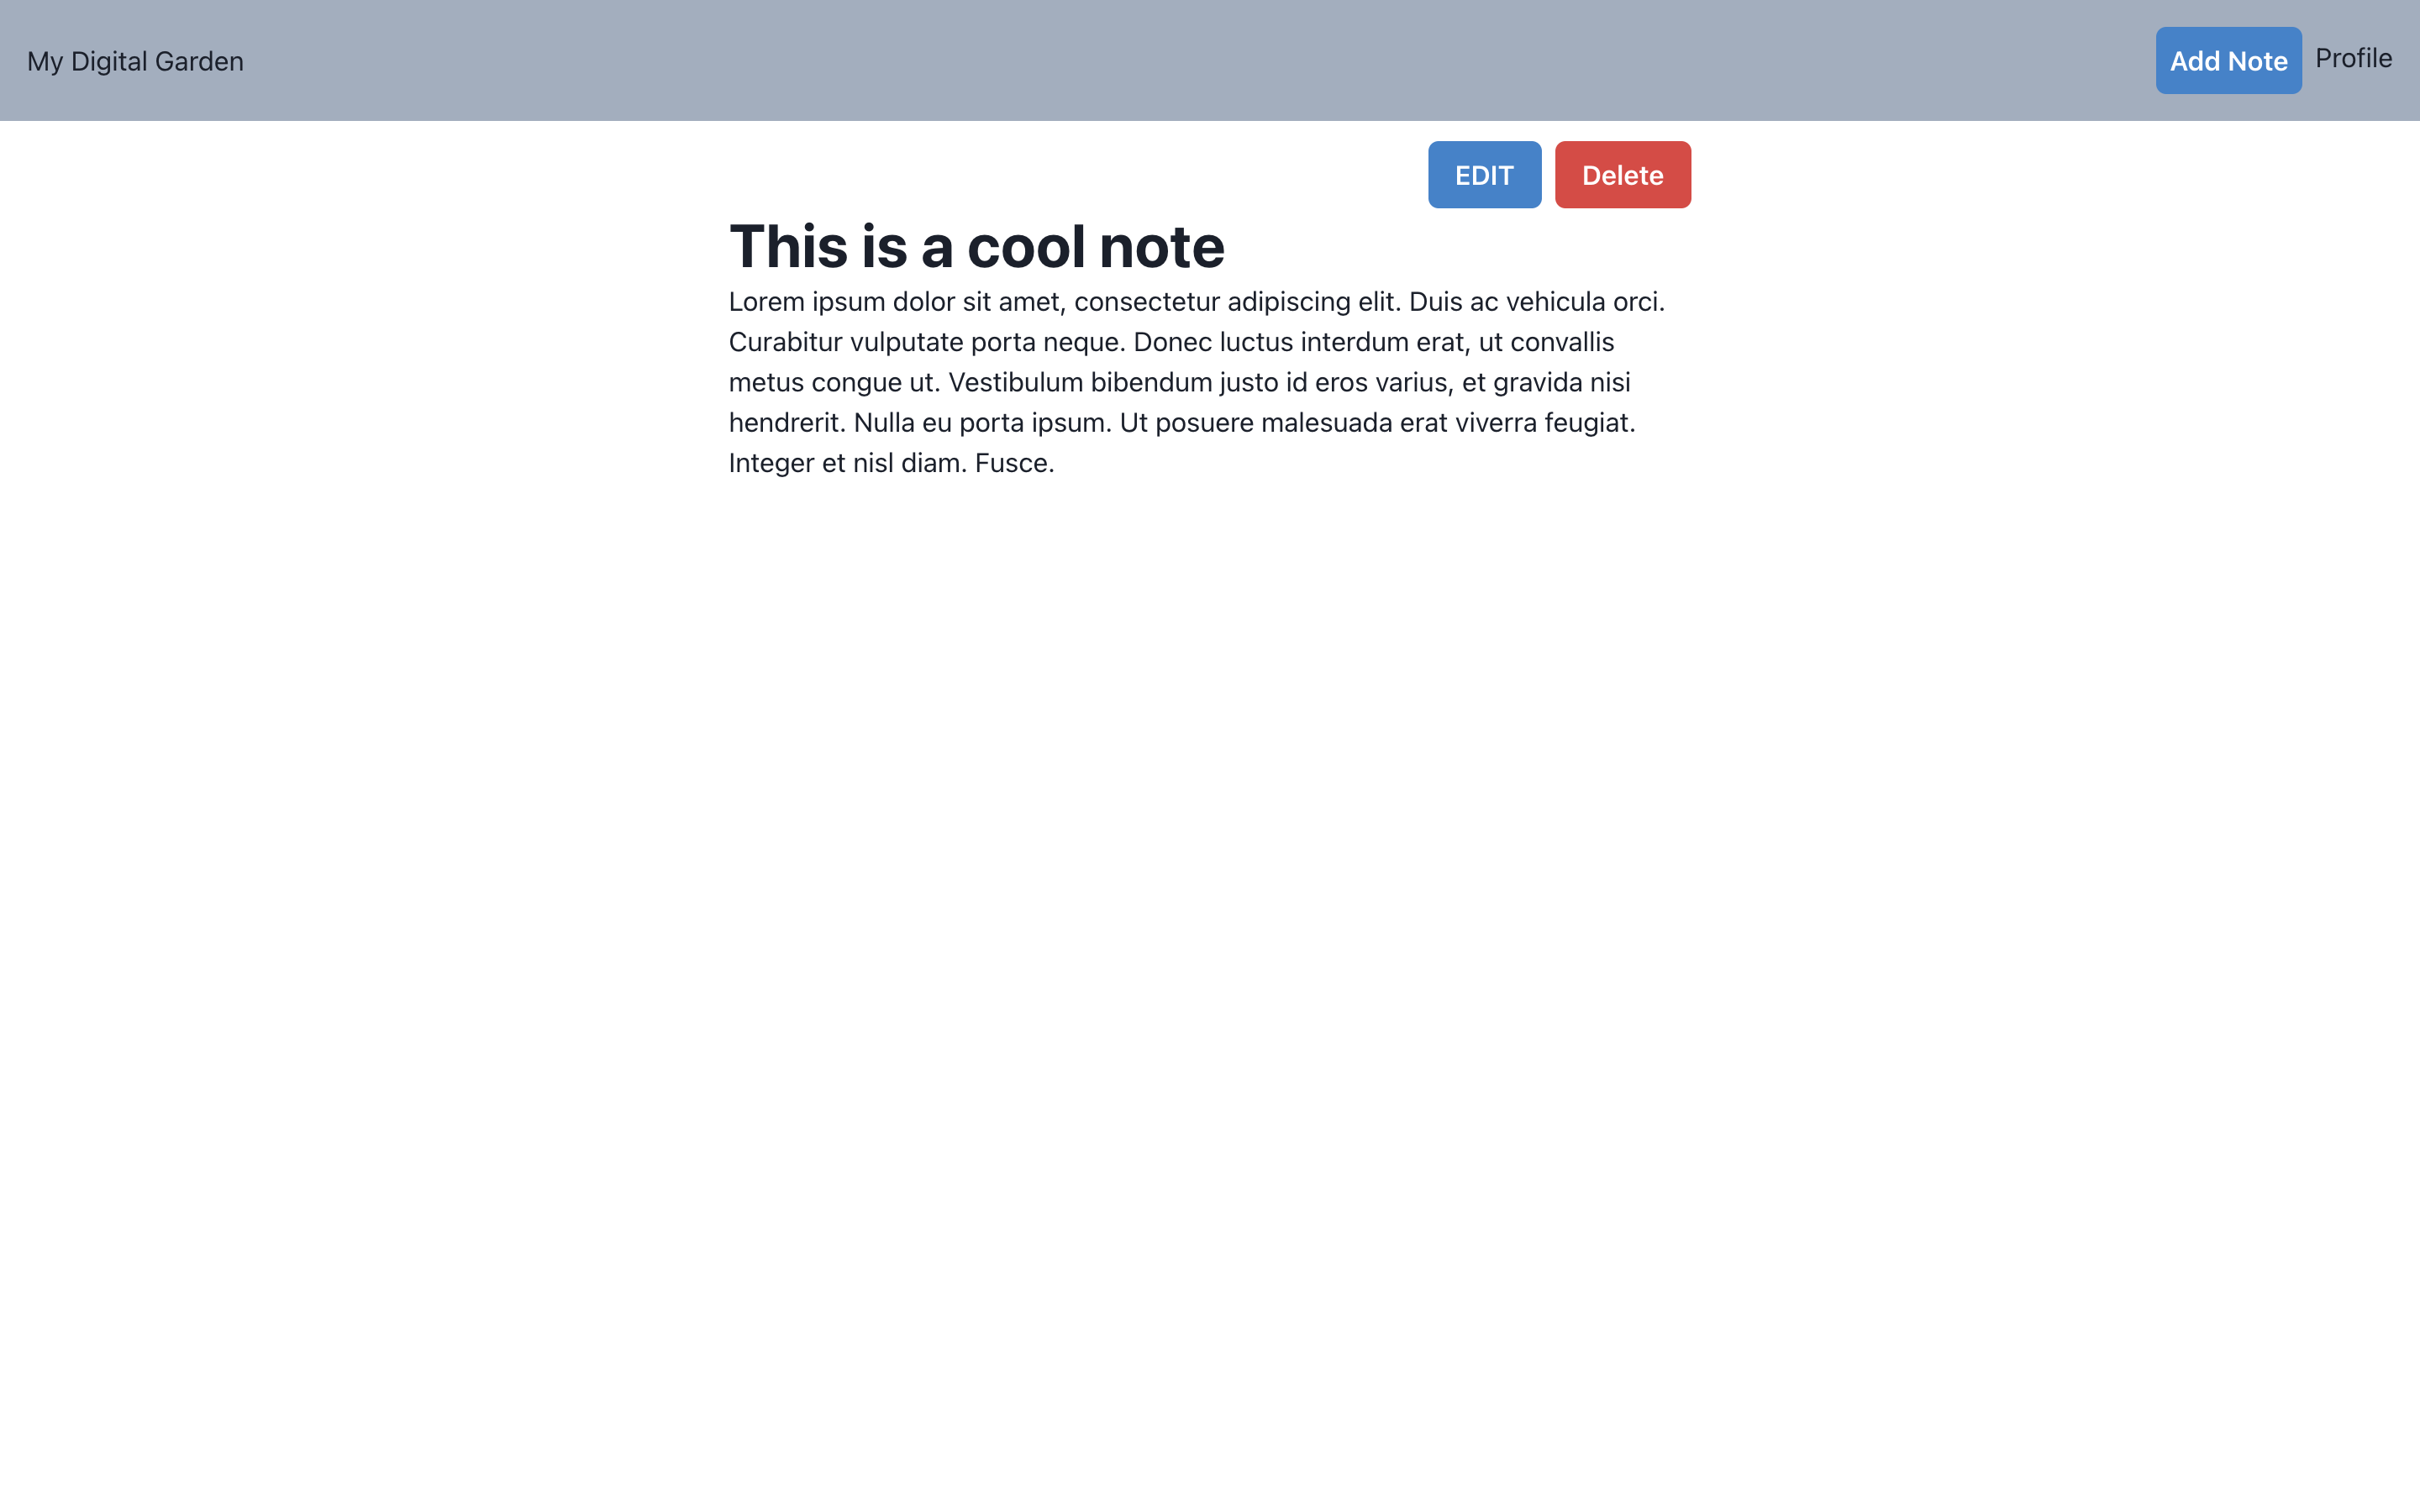 My Digital Garden
Add Note
Profile
EDIT
Delete
This is a cool note
Lorem ipsum dolor sit amet, consectetur adipiscing elit. Duis ac vehicula orci.
Curabitur vulputate porta neque. Donec luctus interdum erat, ut convallis
metus congue ut. Vestibulum bibendum justo id eros varius, et gravida nisi
hendrerit. Nulla eu porta ipsum. Ut posuere malesuada erat viverra feugiat.
Integer et nisl diam. Fusce.